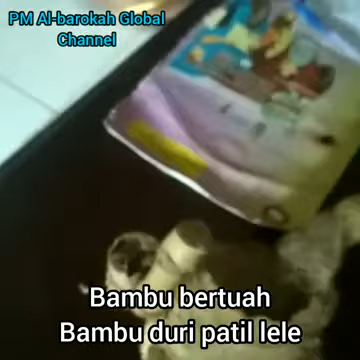 PM Al-barokah Global
Channel
Bambu bertuah
Bambu duri patil lele